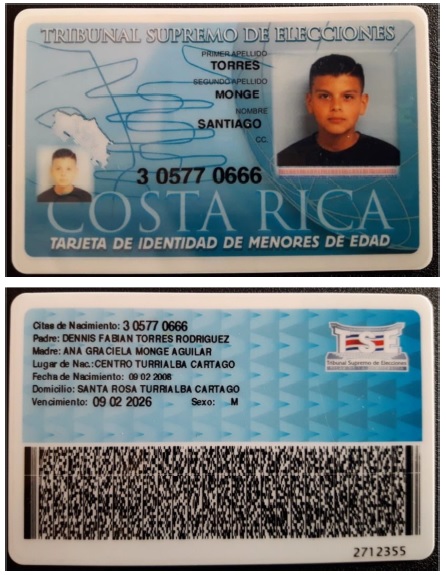 TRIBUNAL SUPREMO DE ELECCIONES
PRIMER APELLIDO
TORRES
SEGUNDO APELLIDO
MONGE
NOMBRE
SANTIAGO
CC.
3 0577 0666
COSTA RICA
TARJETA DE IDENTIDAD DE MENORES DE EDAD
Citas de Nacimiento: 3 0577 0666
Padre: DENNIS FABIAN TORRES RODRIGUEZ
Madre: ANA GRACIELA MONGE AGUILAR
Lugar de Nac.: CENTRO TURRIALBA CARTAGO
Fecha de Nacimiento: 09 02 2008
Domicilio: SANTA ROSA TURRIALBA CARTAGO
Vencimiento: 09 02 2026 Sexo: M
TSE
Tribunal Supremo de Elecciones
2712355